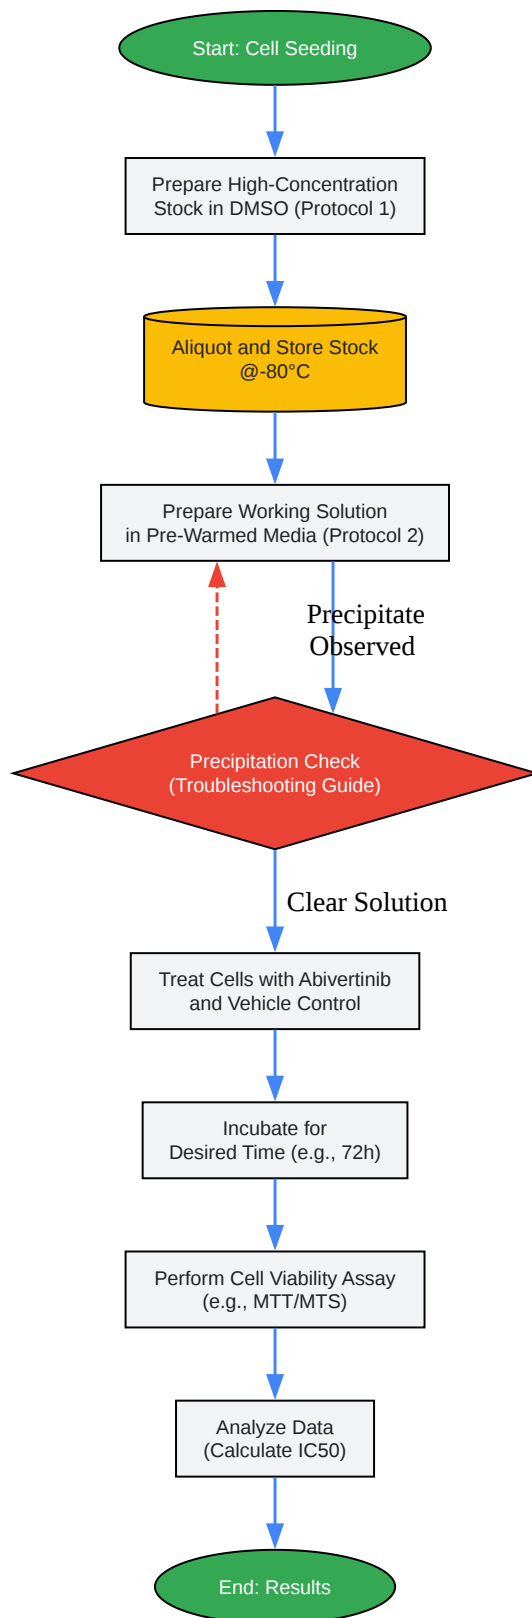 Start: Cell Seeding
Prepare High-Concentration
Stock in DMSO (Protocol 1)
Aliquot and Store Stock
@-80°C
Prepare Working Solution
in Pre-Warmed Media (Protocol 2)
Precipitate
Observed
Precipitation Check
(Troubleshooting Guide)
Clear Solution
Treat Cells with Abivertinib
and Vehicle Control
Incubate for
Desired Time (e.g., 72h)
Perform Cell Viability Assay
(e.g., MTT/MTS)
Analyze Data
(Calculate IC50)
End: Results